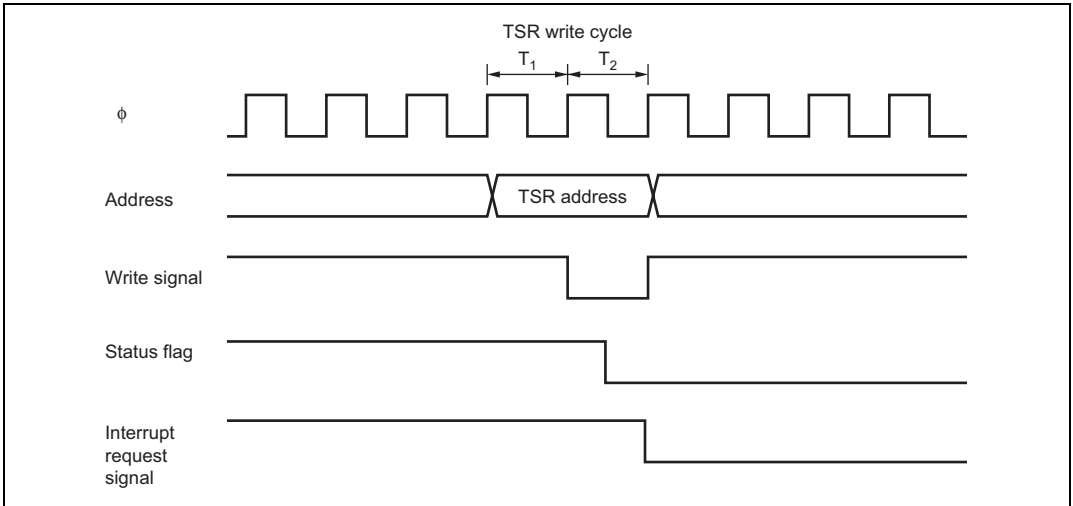 TSR write cycle
T₁ T₂
ϕ
Address
TSR address
Write signal
Status flag
Interrupt
request
signal